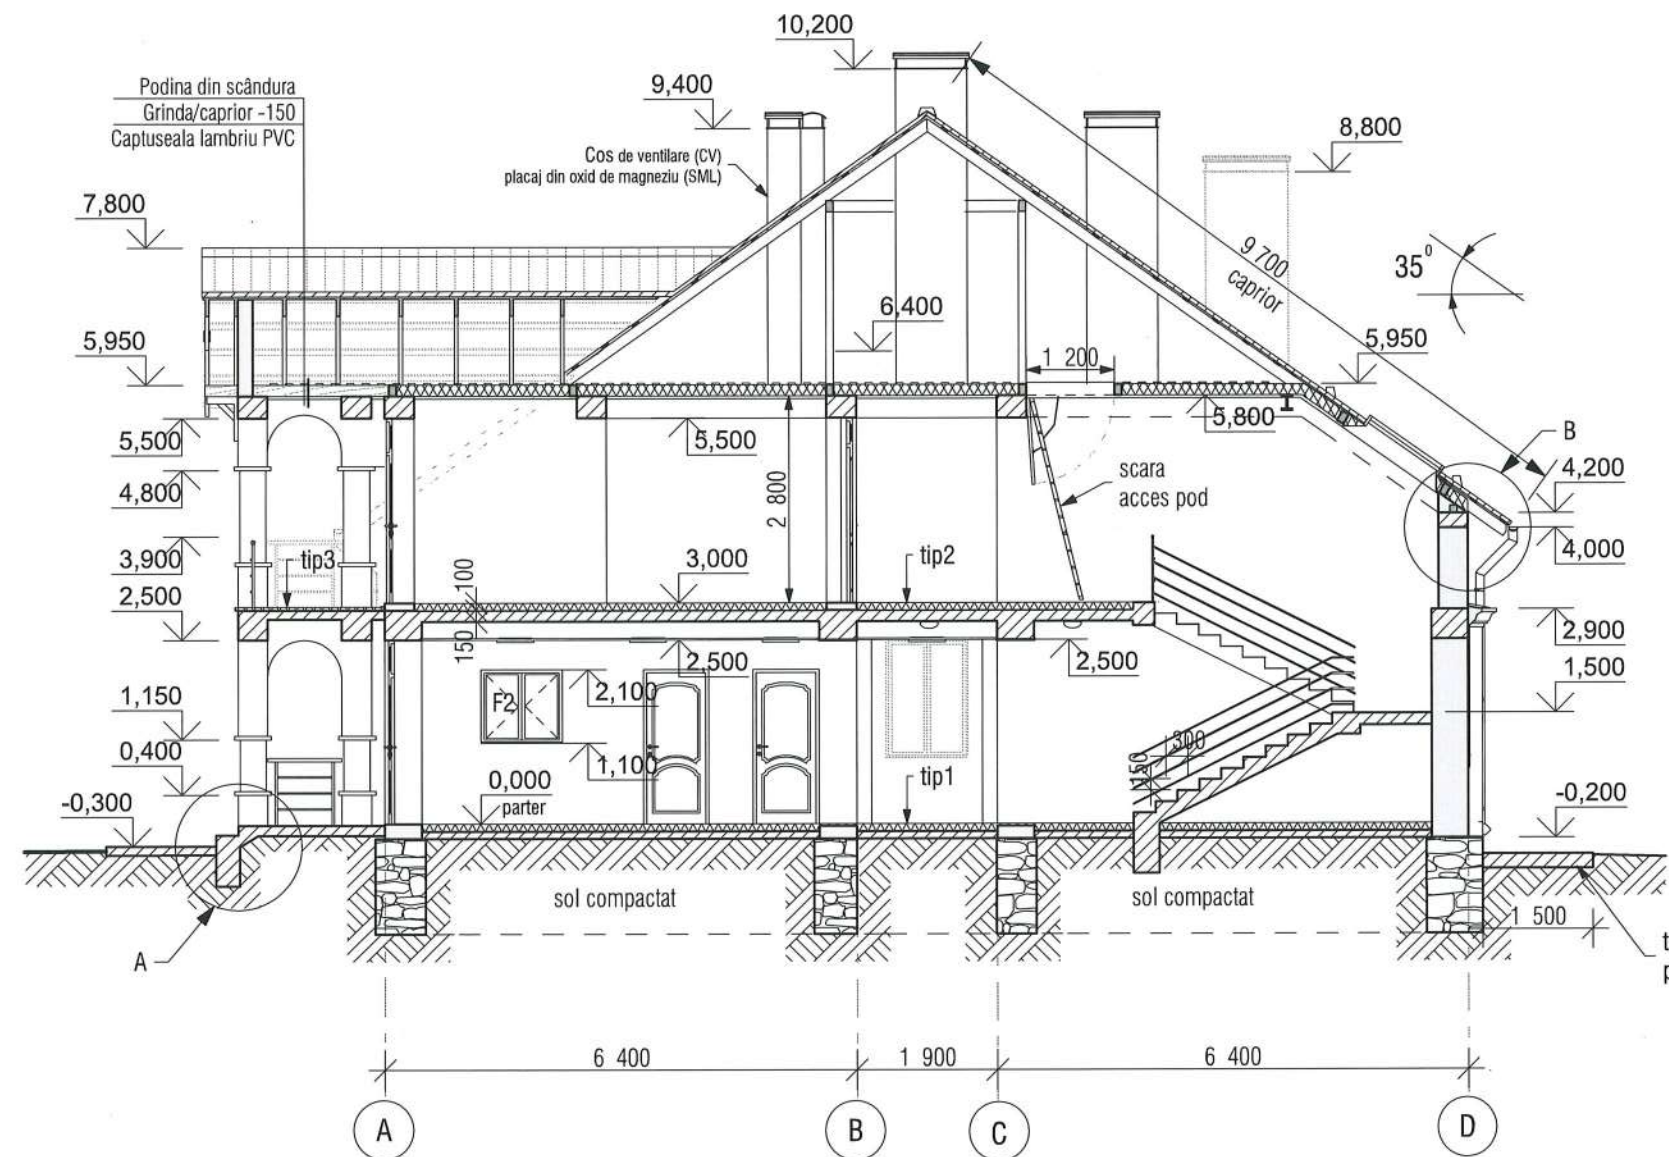 10,200
Podina din scândura
Grinda/caprior -150
Captuseala lambriu PVC
9,400
8,800
Cos de ventilare (CV)
placaj din oxid de magneziu (SML)
7,800
9 700
caprior
35⁰
6,400
5,950
5,950
1 200
5,500
5,500
5,800
B
4,800
2 800
scara
acces pod
4,200
3,900
tip3
3,000
tip2
4,000
2,500
100
150
2,500
2,500
2,900
1,150
F2
2,100
1,500
0,400
1,100
300
150
-0,300
0,000
parter
tip1
-0,200
sol compactat
sol compactat
1 500
A
6 400
1 900
6 400
A
B
C
D